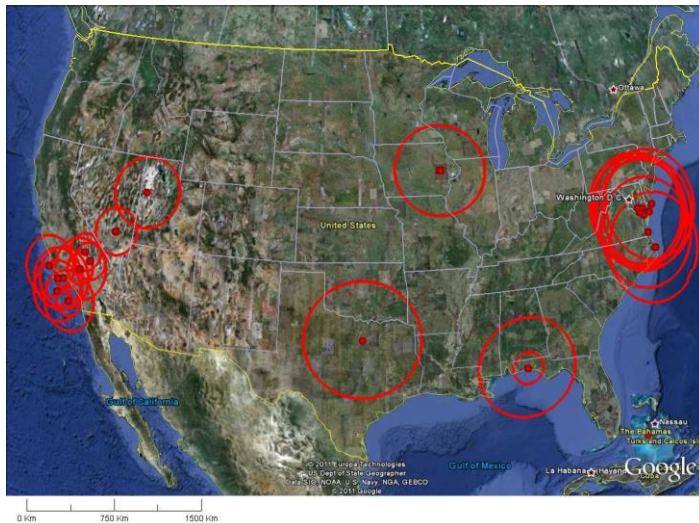 Ottawa
Washington D.C.
United States
Gulf of California
Nassau
The Bahamas
Turks and Caicos Isl
© 2011 Europa Technologies
US Dept of State Geographer
Data SIO, NOAA, U.S. Navy, NGA, GEBCO
© 2011 Google
Gulf of Mexico
La Habana (Havana)
Cuba
Google
0 Km 750 Km 1500 Km